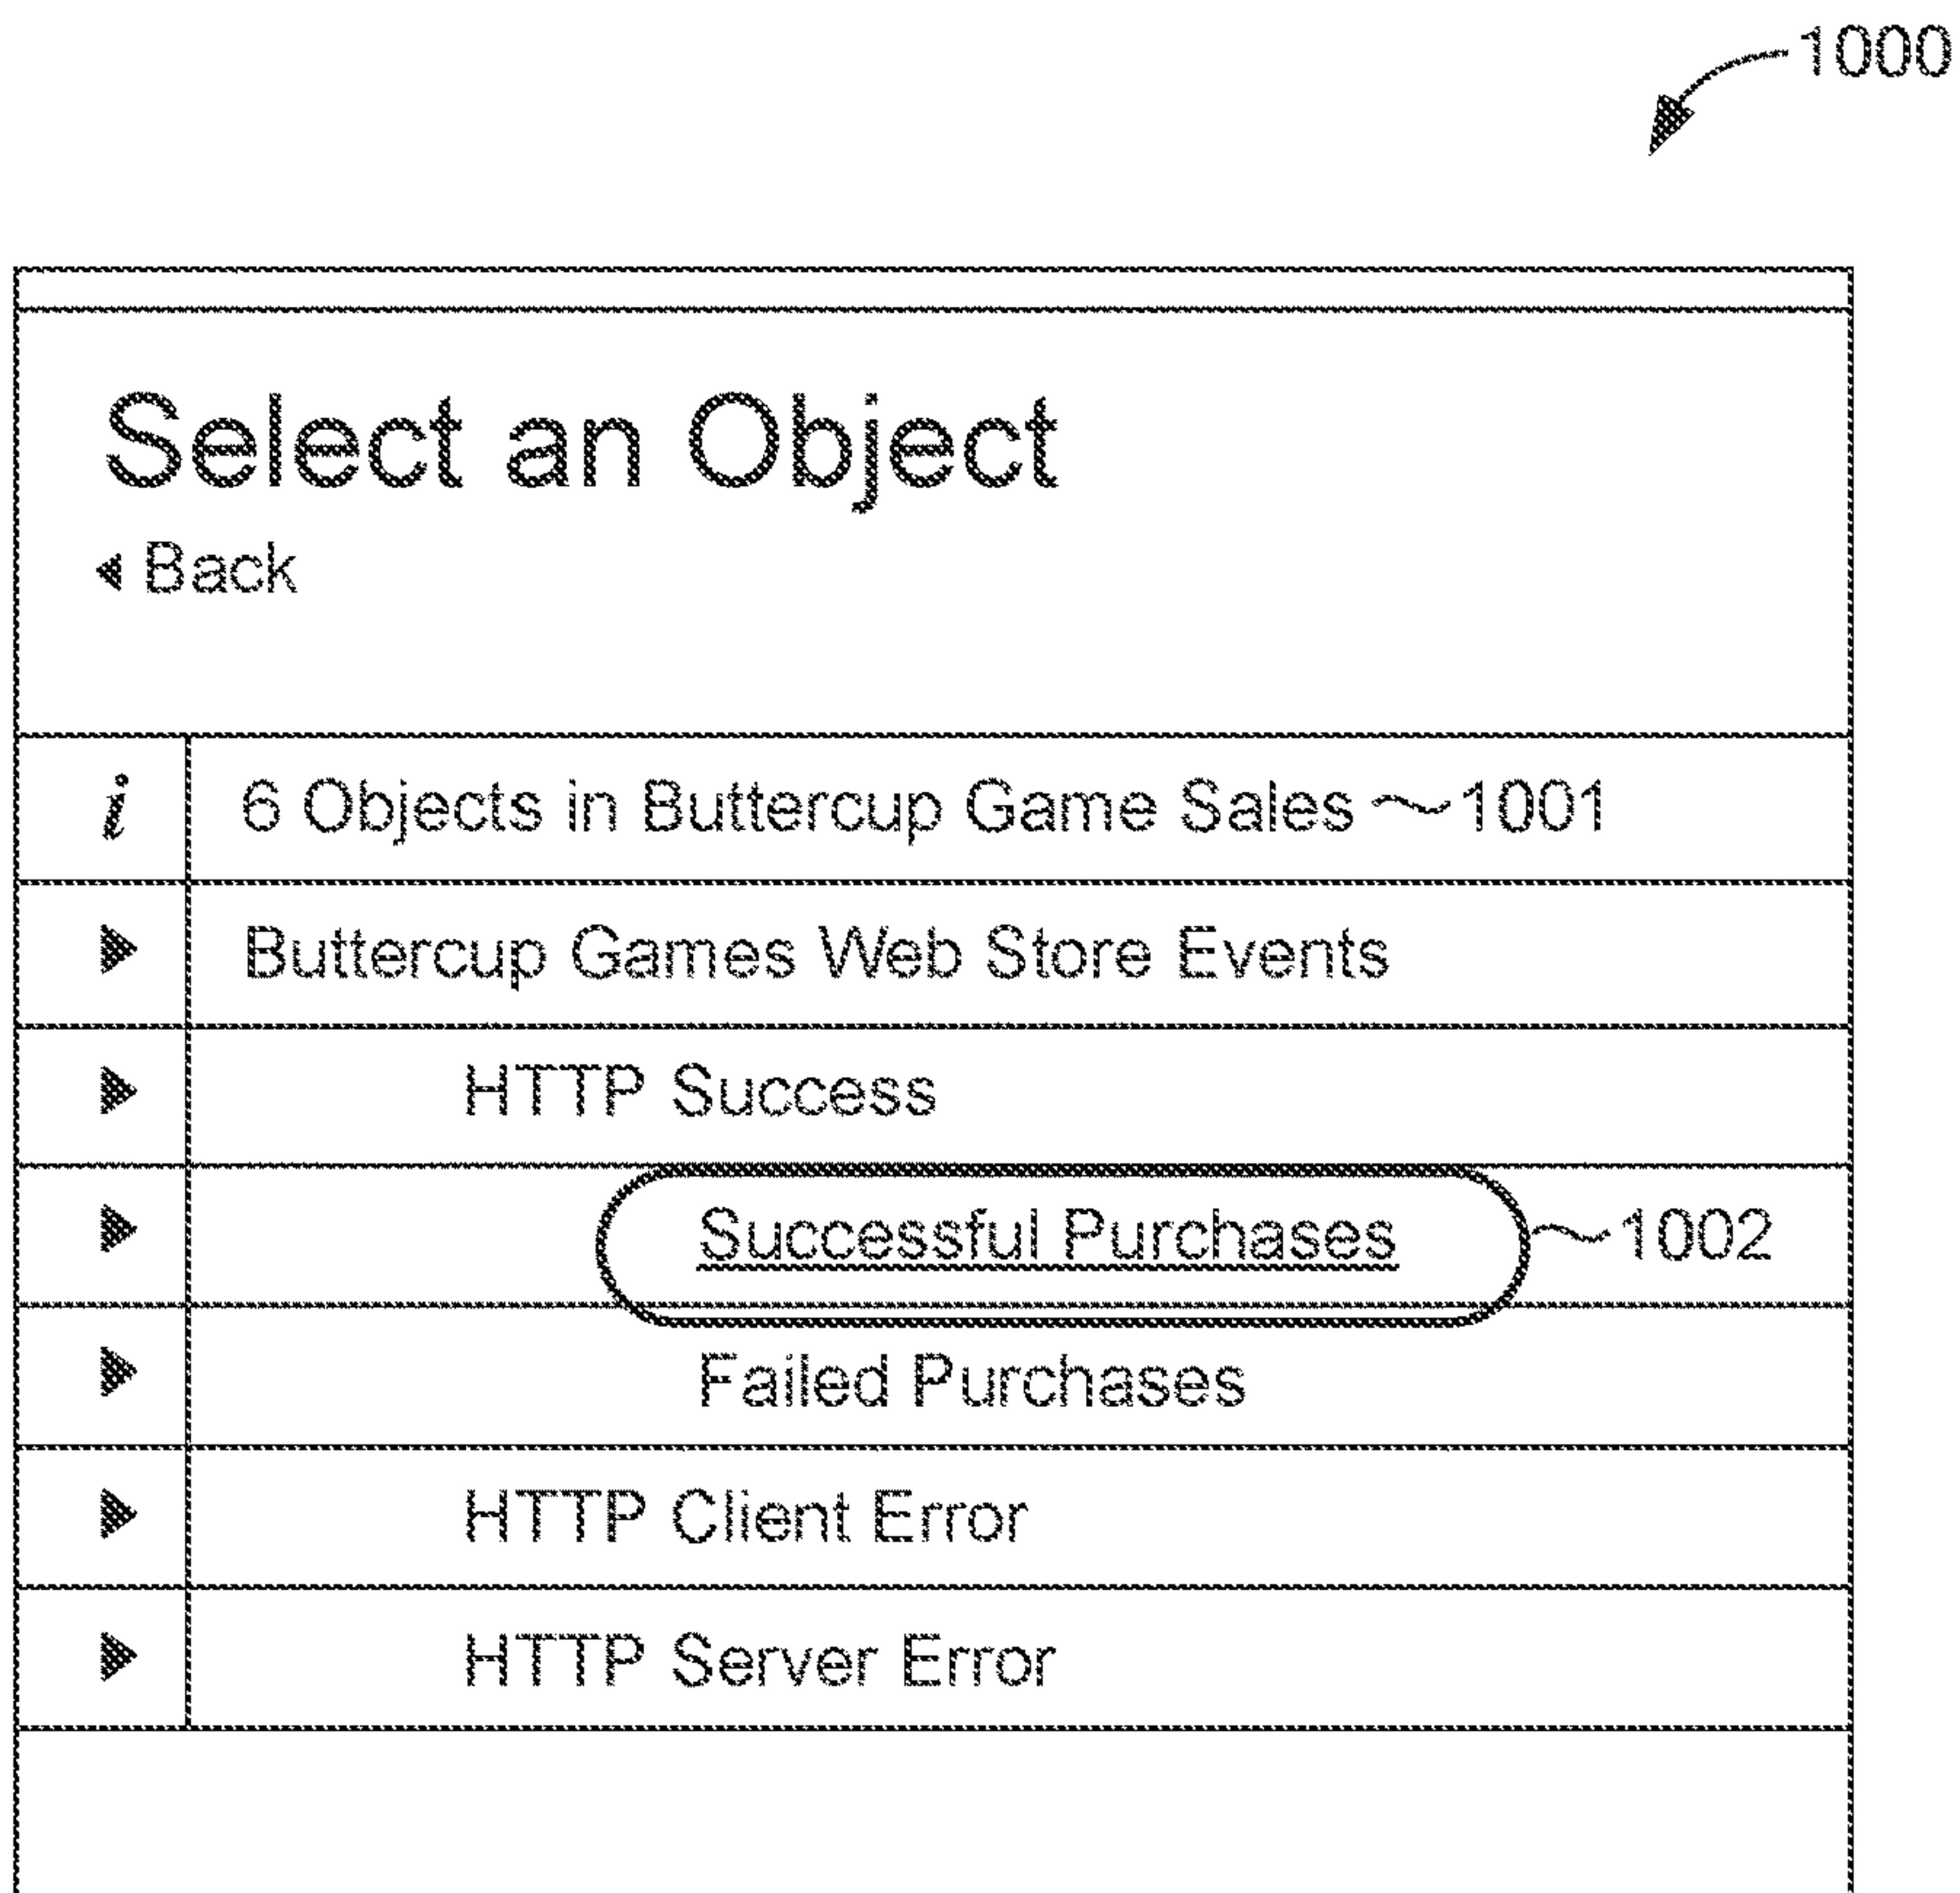 1000
Select an Object
Back
i 6 Objects in Buttercup Game Sales 1001
Buttercup Games Web Store Events
HTTP Success
Successful Purchases 1002
Failed Purchases
HTTP Client Error
HTTP Server Error